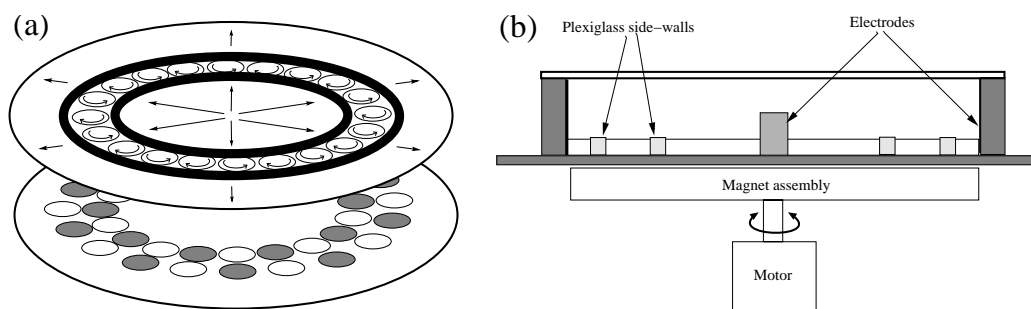 (a)
(b)
Plexiglass side-walls
Electrodes
Magnet assembly
Motor